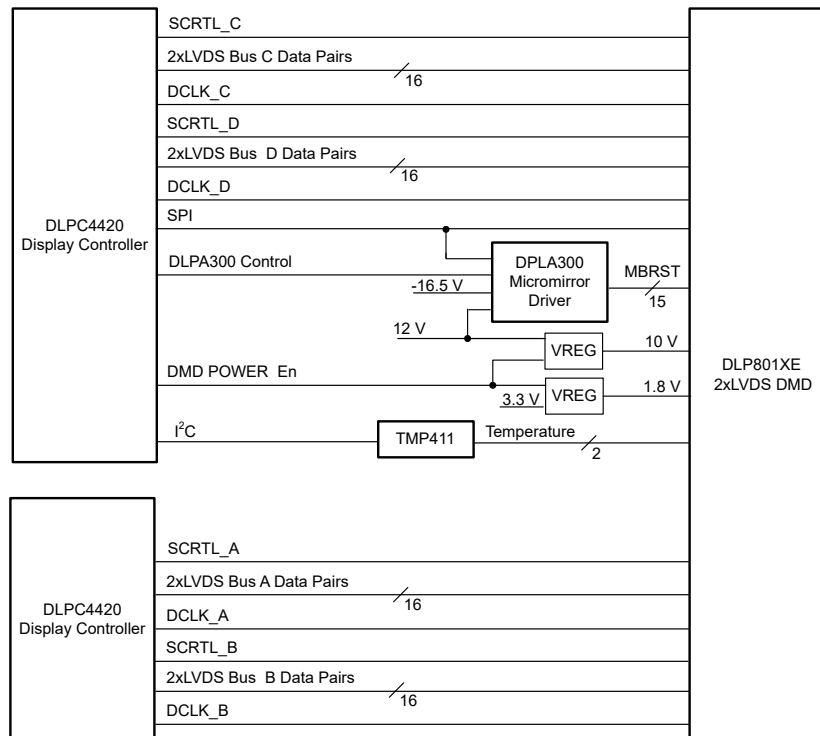 SCRTL_C
2xLVDS Bus C Data Pairs
16
DCLK_C
SCRTL_D
2xLVDS Bus D Data Pairs
16
DCLK_D
SPI
DLPC4420
Display Controller
DLPA300 Control
-16.5 V
DPLA300
Micromirror
Driver
MBRST
15
12 V
VREG
10 V
DMD POWER En
3.3 V
VREG
1.8 V
DLP801XE
2xLVDS DMD
I²C
TMP411
Temperature
2
DLPC4420
Display Controller
SCRTL_A
2xLVDS Bus A Data Pairs
16
DCLK_A
SCRTL_B
2xLVDS Bus B Data Pairs
16
DCLK_B